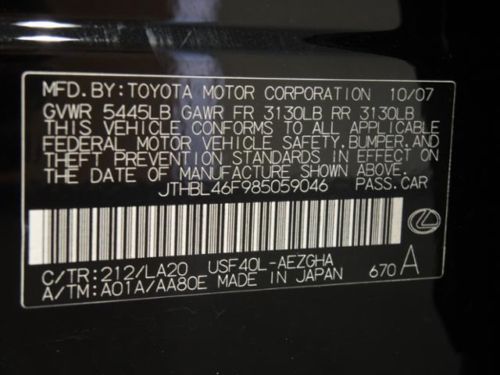 MFD. BY: TOYOTA MOTOR CORPORATION 10/07
GVWR 5445LB GAWR FR 3130LB RR 3130LB
THIS VEHICLE CONFORMS TO ALL APPLICABLE
FEDERAL MOTOR VEHICLE SAFETY, BUMPER, AND
THEFT PREVENTION STANDARDS IN EFFECT ON
THE DATE OF MANUFACTURE SHOWN ABOVE.
JTHBL46F985059046 PASS.CAR
C/TR: 212/LA20 USF40L-AEZGHA
A/TM: A01A/AA80E MADE IN JAPAN 670 A